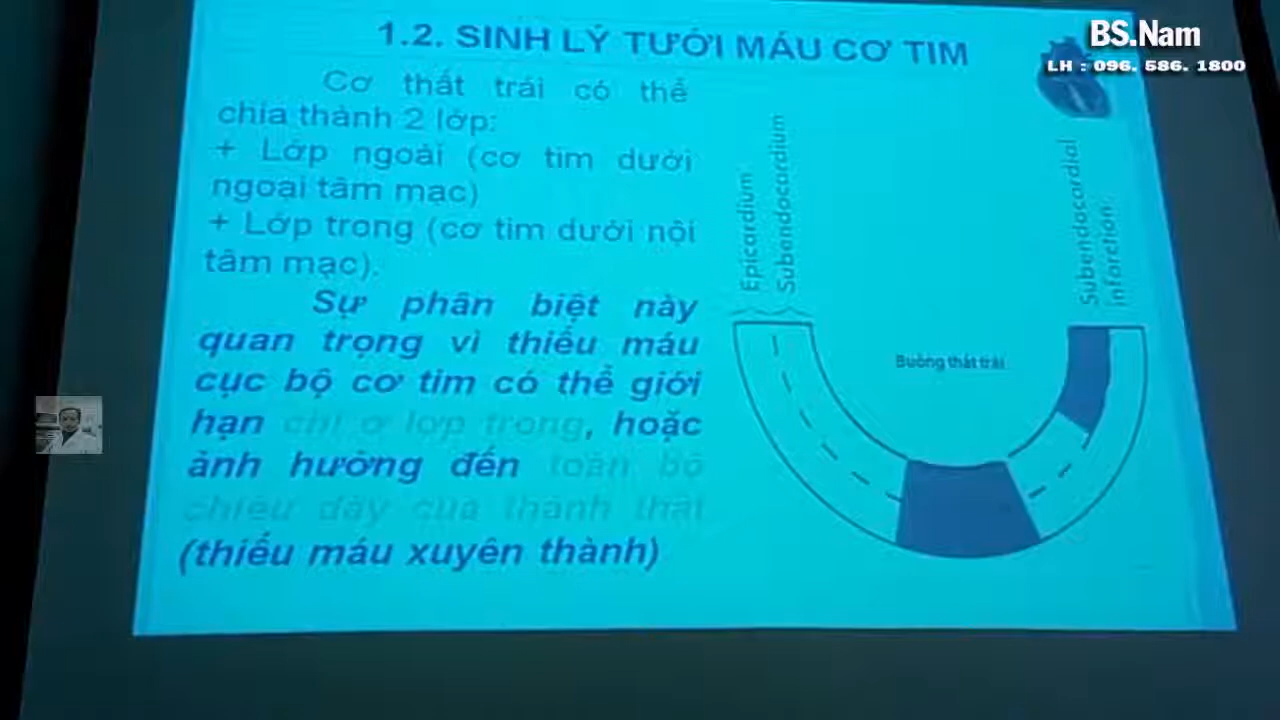 BS.Nam
LH : 096. 586. 1800
1.2. SINH LÝ TƯỚI MÁU CƠ TIM
Cơ thất trái có thể
chia thành 2 lớp:
+ Lớp ngoài (cơ tim dưới
ngoại tâm mạc)
+ Lớp trong (cơ tim dưới nội
tâm mạc).
Sự phân biệt này
quan trọng vì thiếu máu
cục bộ cơ tim có thể giới
hạn chỉ ở lớp trong, hoặc
ảnh hưởng đến toàn bộ
chiều dày của thành thất
(thiếu máu xuyên thành)
Epicardium
Subendocardium
Subendocardial
inforction.
Buồng thất trái